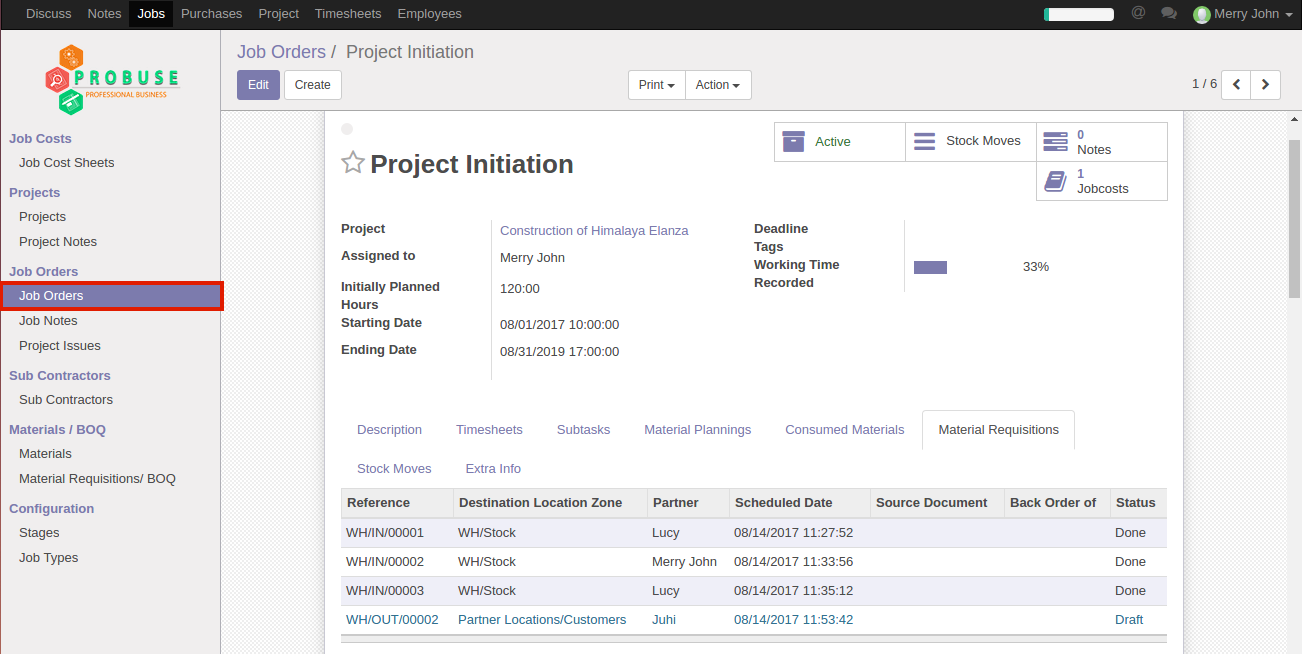 Discuss Notes Jobs Purchases Project Timesheets Employees @ Merry John
PROBUSE
PROFESSIONAL BUSINESS
Job Costs
Job Cost Sheets
Projects
Projects
Project Notes
Job Orders
Job Orders
Job Notes
Project Issues
Sub Contractors
Sub Contractors
Materials / BOQ
Materials
Material Requisitions/ BOQ
Configuration
Stages
Job Types
Job Orders / Project Initiation
Edit Create Print Action 1 / 6
Active Stock Moves 0 Notes
1 Jobcosts
Project Initiation
Project Construction of Himalaya Elanza
Assigned to Merry John
Initially Planned Hours 120:00
Starting Date 08/01/2017 10:00:00
Ending Date 08/31/2019 17:00:00
Deadline
Tags
Working Time Recorded 33%
Description Timesheets Subtasks Material Plannings Consumed Materials Material Requisitions
Stock Moves Extra Info
Reference Destination Location Zone Partner Scheduled Date Source Document Back Order of Status
WH/IN/00001 WH/Stock Lucy 08/14/2017 11:27:52 Done
WH/IN/00002 WH/Stock Merry John 08/14/2017 11:33:56 Done
WH/IN/00003 WH/Stock Lucy 08/14/2017 11:35:12 Done
WH/OUT/00002 Partner Locations/Customers Juhi 08/14/2017 11:53:42 Draft